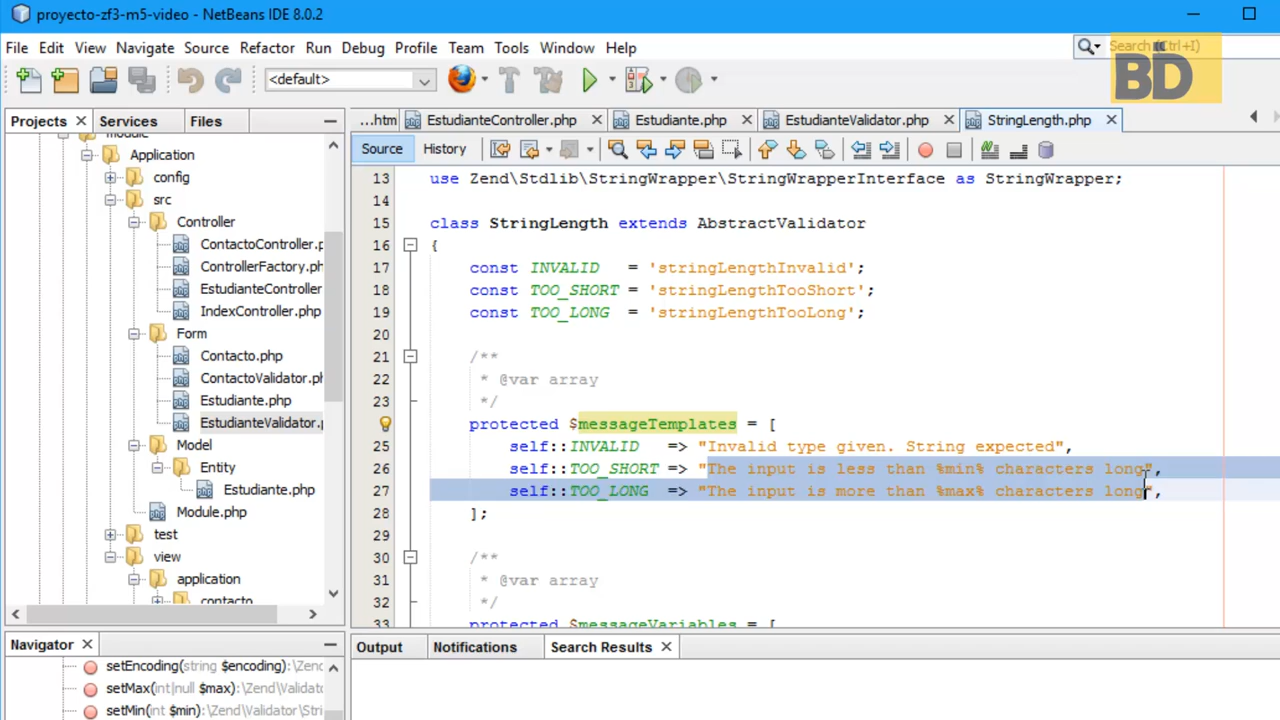 proyecto-zf3-m5-video - NetBeans IDE 8.0.2
File Edit View Navigate Source Refactor Run Debug Profile Team Tools Window Help
Search (Ctrl+I)
BD
<default>
Projects Services Files
...htm EstudianteController.php Estudiante.php EstudianteValidator.php StringLength.php
Source History
module
Application
config
src
Controller
ContactoController.p
ControllerFactory.ph
EstudianteController
IndexController.php
Form
Contacto.php
ContactoValidator.ph
Estudiante.php
EstudianteValidator.p
Model
Entity
Estudiante.php
Module.php
test
view
application
contacto
13 use Zend\Stdlib\StringWrapper\StringWrapperInterface as StringWrapper;
14
15 class StringLength extends AbstractValidator
16 {
17 const INVALID = 'stringLengthInvalid';
18 const TOO_SHORT = 'stringLengthTooShort';
19 const TOO_LONG = 'stringLengthTooLong';
20
21 /**
22 * @var array
23 */
protected $messageTemplates = [
25 self::INVALID => "Invalid type given. String expected",
26 self::TOO_SHORT => "The input is less than %min% characters long",
27 self::TOO_LONG => "The input is more than %max% characters long",
28 ];
29
30 /**
31 * @var array
32 */
33 protected $messageVariables = [
Navigator
setEncoding(string $encoding):\Zend
setMax(int|null $max):\Zend\Validato
setMin(int $min):\Zend\Validator\Stri
Output Notifications Search Results